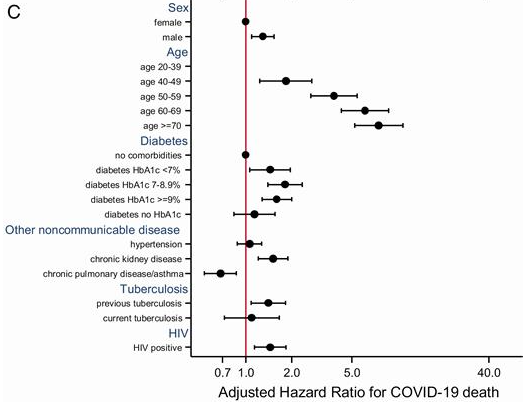 C
Sex
female
male
Age
age 20-39
age 40-49
age 50-59
age 60-69
age >=70
Diabetes
no comorbidities
diabetes HbA1c <7%
diabetes HbA1c 7-8.9%
diabetes HbA1c >=9%
diabetes no HbA1c
Other noncommunicable disease
hypertension
chronic kidney disease
chronic pulmonary disease/asthma
Tuberculosis
previous tuberculosis
current tuberculosis
HIV
HIV positive
0.7 1.0 2.0 5.0 40.0
Adjusted Hazard Ratio for COVID-19 death